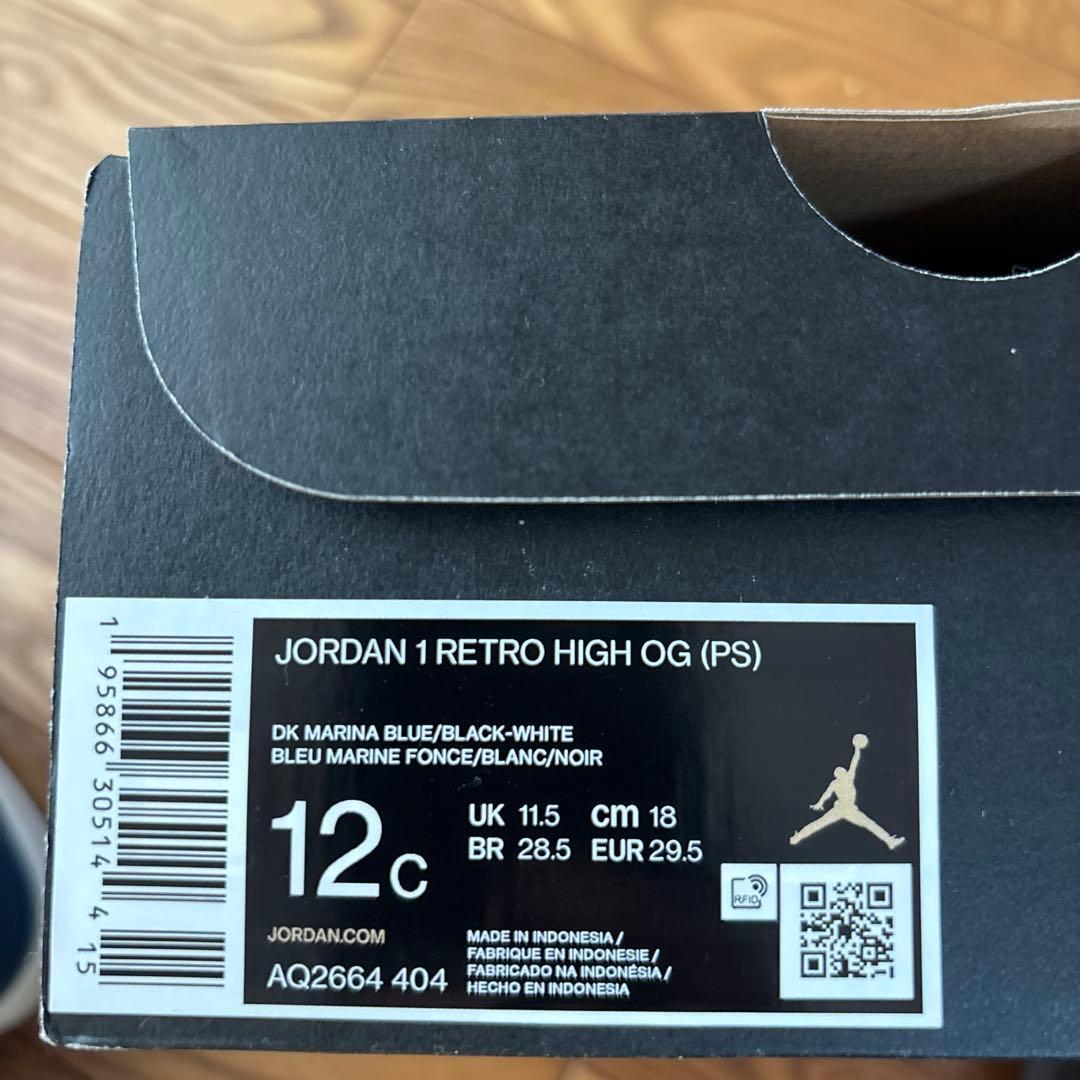 JORDAN 1 RETRO HIGH OG (PS)
DK MARINA BLUE/BLACK-WHITE
BLEU MARINE FONCE/BLANC/NOIR
12C
UK 11.5 cm 18
BR 28.5 EUR 29.5
RFID
JORDAN.COM
AQ2664 404
MADE IN INDONESIA/
FABRIQUE EN INDONESIE/
FABRICADO NA INDONÉSIA/
HECHO EN INDONESIA
1 95866 30514 4 15